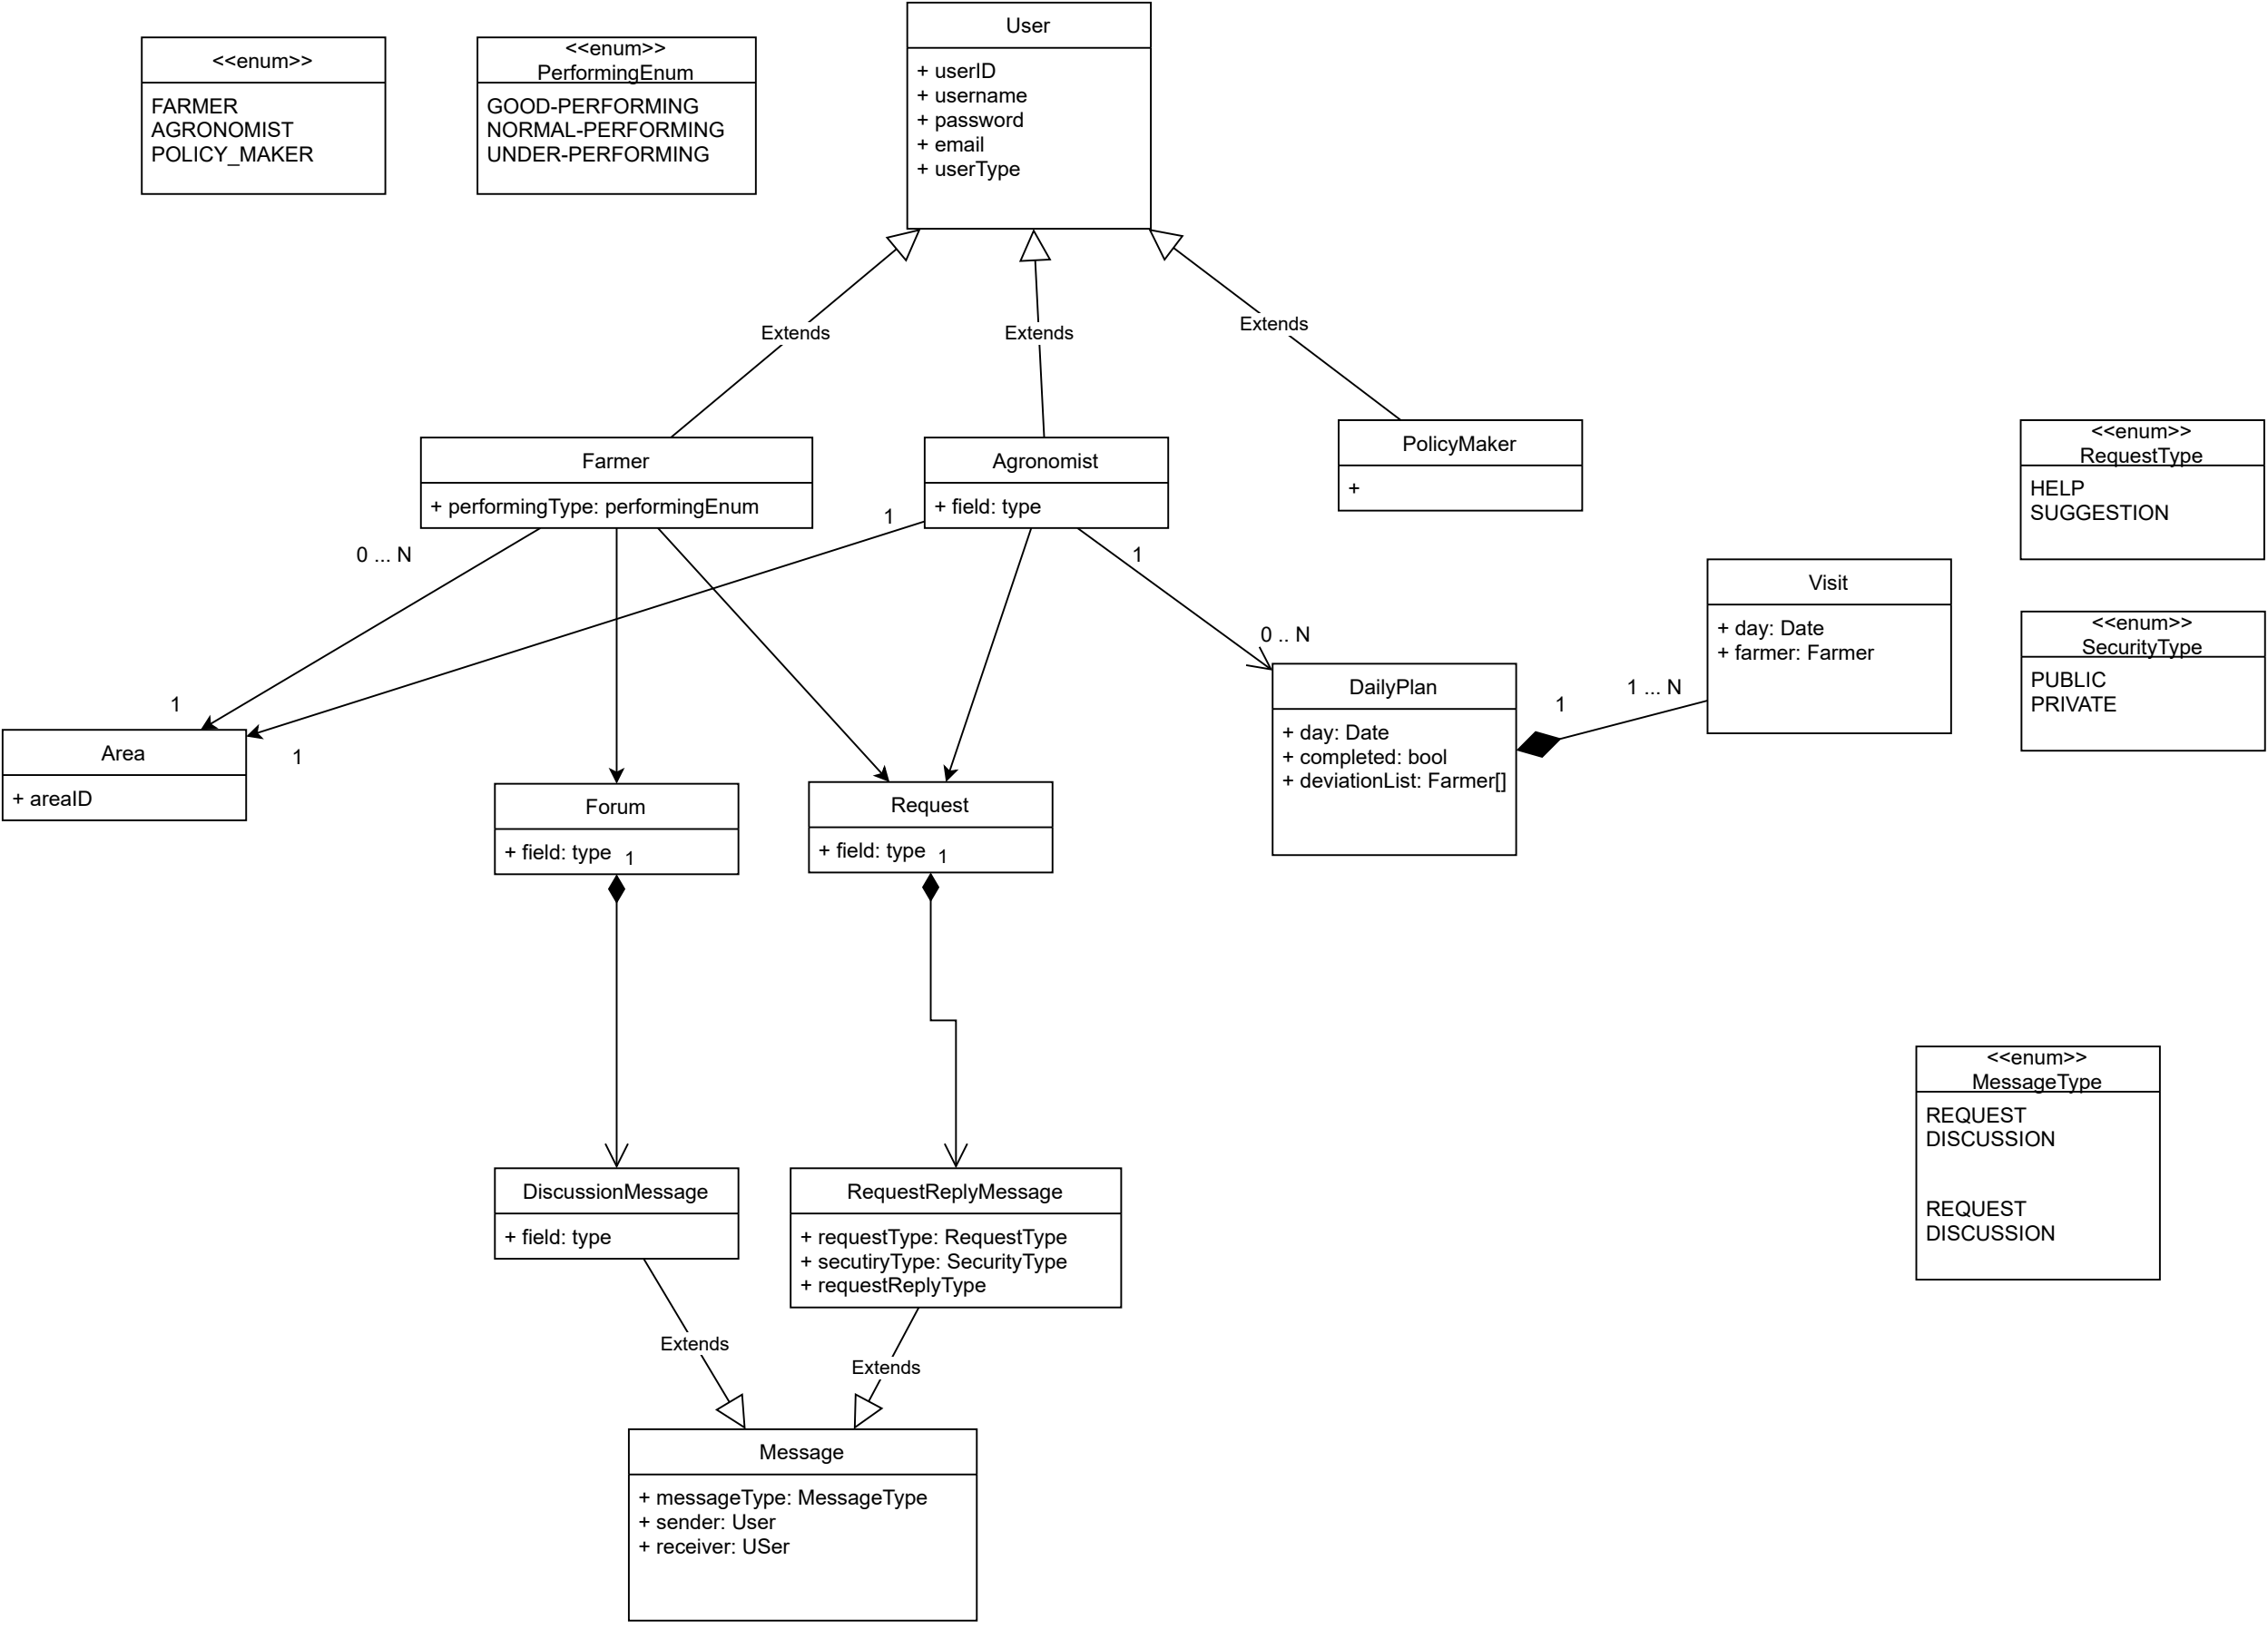 User
+ userID
+ username
+ password
+ email
+ userType
<<enum>>
FARMER
AGRONOMIST
POLICY_MAKER
<<enum>>
PerformingEnum
GOOD-PERFORMING
NORMAL-PERFORMING
UNDER-PERFORMING
Extends
Extends
Extends
Farmer
+ performingType: performingEnum
Agronomist
+ field: type
PolicyMaker
+
<<enum>>
RequestType
HELP
SUGGESTION
1
0 ... N
1
Visit
+ day: Date
+ farmer: Farmer
<<enum>>
SecurityType
PUBLIC
PRIVATE
0 .. N
1
1
1
1 ... N
Area
+ areaID
Forum
+ field: type
1
Request
+ field: type
1
DailyPlan
+ day: Date
+ completed: bool
+ deviationList: Farmer[]
<<enum>>
MessageType
REQUEST
DISCUSSION
REQUEST
DISCUSSION
DiscussionMessage
+ field: type
RequestReplyMessage
+ requestType: RequestType
+ secutiryType: SecurityType
+ requestReplyType
Extends
Extends
Message
+ messageType: MessageType
+ sender: User
+ receiver: USer